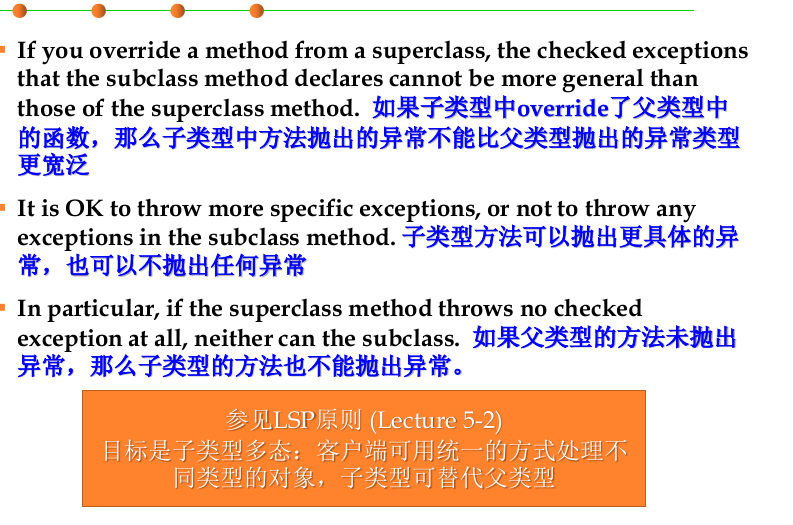 If you override a method from a superclass, the checked exceptions
that the subclass method declares cannot be more general than
those of the superclass method. 如果子类型中override了父类型中
的函数，那么子类型中方法抛出的异常不能比父类型抛出的异常类型
更宽泛
It is OK to throw more specific exceptions, or not to throw any
exceptions in the subclass method. 子类型方法可以抛出更具体的异
常，也可以不抛出任何异常
In particular, if the superclass method throws no checked
exception at all, neither can the subclass. 如果父类型的方法未抛出
异常，那么子类型的方法也不能抛出异常。
参见LSP原则 (Lecture 5-2)
目标是子类型多态：客户端可用统一的方式处理不
同类型的对象，子类型可替代父类型